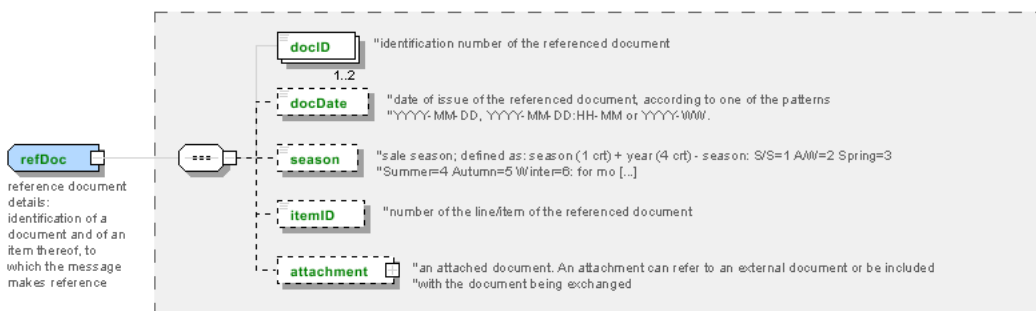 docID
"identification number of the referenced document
1..2
docDate
"date of issue of the referenced document, according to one of the patterns
"YYYY-MM-DD, YYYY-MM-DD:HH-MM or YYYY-WW.
refDoc
reference document
details:
identification of a
document and of an
item thereof, to
which the message
makes reference
season
"sale season; defined as: season (1 crt) + year (4 crt) - season: S/S=1 A/W=2 Spring=3
"Summer=4 Autumn=5 Winter=6: for mo [...]
itemID
"number of the line/item of the referenced document
attachment
"an attached document. An attachment can refer to an external document or be included
"with the document being exchanged